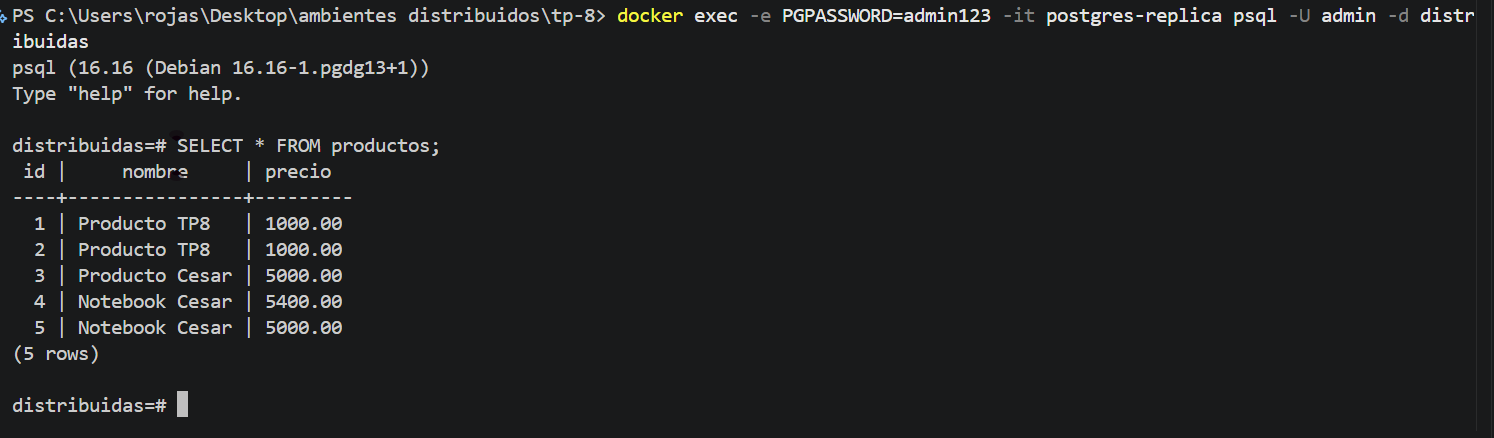 PS C:\Users\rojas\Desktop\ambientes distribuidos\tp-8> docker exec -e PGPASSWORD=admin123 -it postgres-replica psql -U admin -d distr
ibuidas
psql (16.16 (Debian 16.16-1.pgdg13+1))
Type "help" for help.
distribuidas=# SELECT * FROM productos;
 id |     nombre     | precio
----+----------------+---------
  1 | Producto TP8   | 1000.00
  2 | Producto TP8   | 1000.00
  3 | Producto Cesar | 5000.00
  4 | Notebook Cesar | 5400.00
  5 | Notebook Cesar | 5000.00
(5 rows)
distribuidas=#